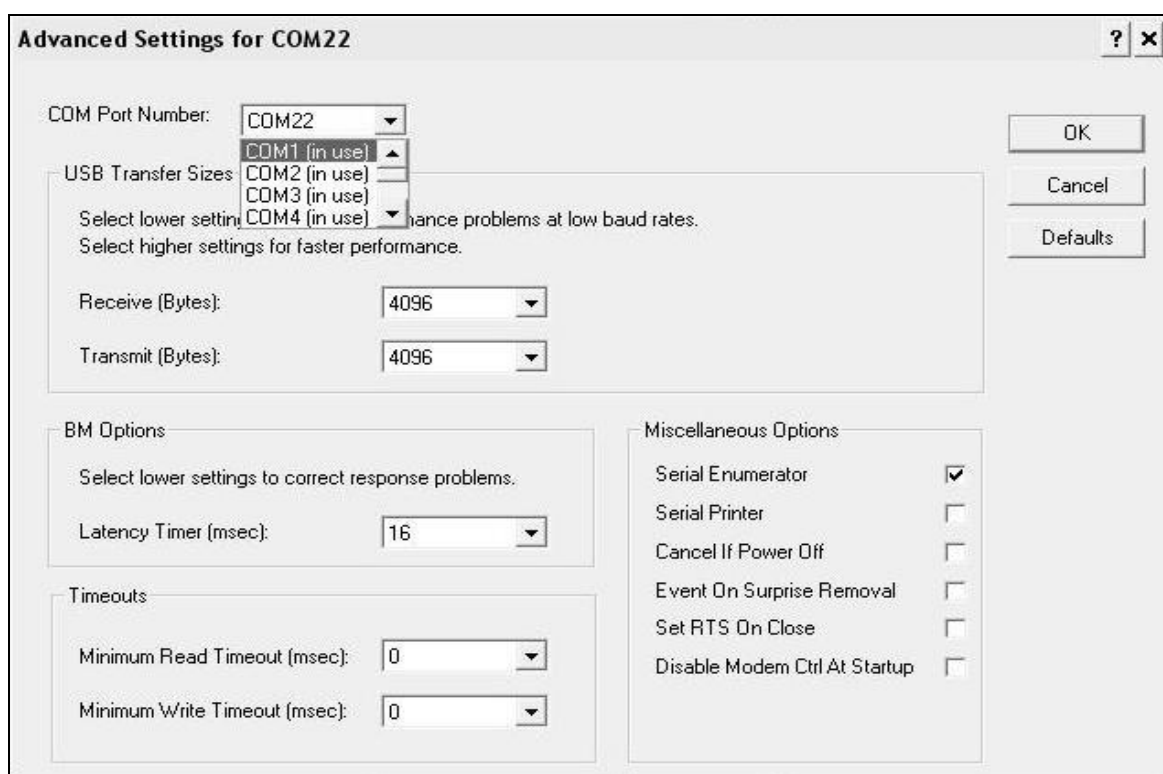 Advanced Settings for COM22
? ×
COM Port Number:
COM22
COM1 (in use)
COM2 (in use)
COM3 (in use)
COM4 (in use)
OK
Cancel
Defaults
USB Transfer Sizes
Select lower settin mance problems at low baud rates.
Select higher settings for faster performance.
Receive (Bytes): 4096
Transmit (Bytes): 4096
BM Options
Select lower settings to correct response problems.
Latency Timer (msec): 16
Timeouts
Minimum Read Timeout (msec): 0
Minimum Write Timeout (msec): 0
Miscellaneous Options
Serial Enumerator
Serial Printer
Cancel If Power Off
Event On Surprise Removal
Set RTS On Close
Disable Modem Ctrl At Startup